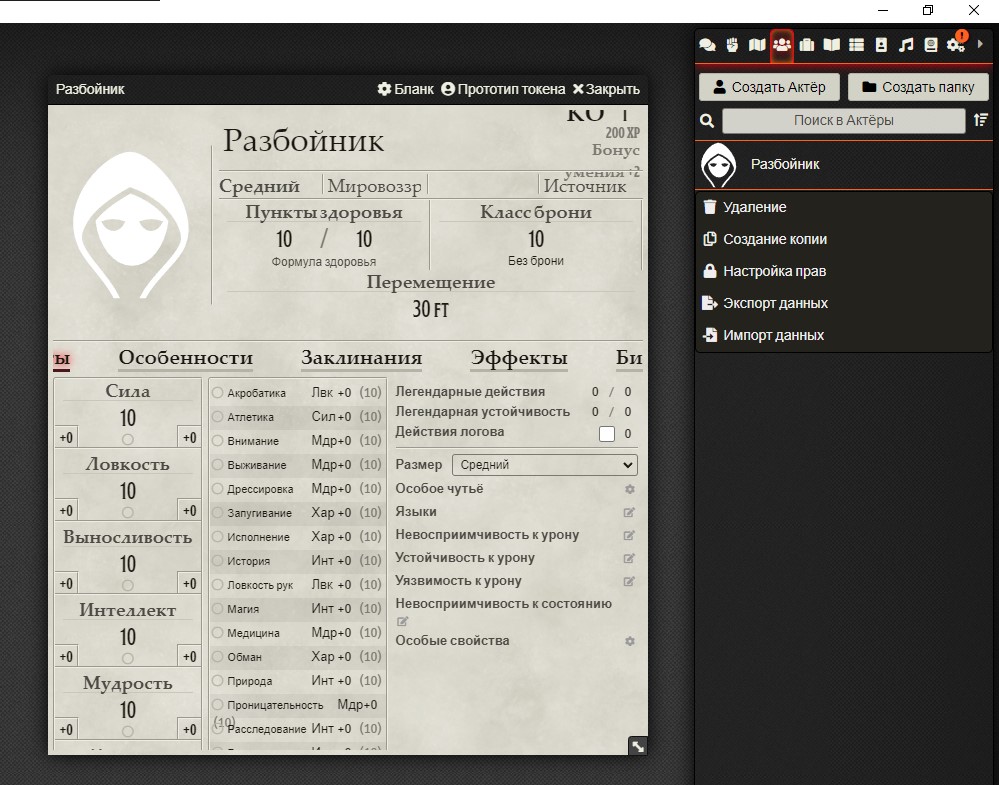 Разбойник
Бланк Прототип токена Закрыть
Разбойник
200 XP
Бонус
умения +2
Средний Мировоззр Источник
Пункты здоровья
10 / 10
Формула здоровья
Класс брони
10
Без брони
Перемещение
30 FT
ты Особенности Заклинания Эффекты Би
Сила
10
+0 +0
Ловкость
10
+0 +0
Выносливость
10
+0 +0
Интеллект
10
+0 +0
Мудрость
10
+0 +0
Акробатика Лвк +0 (10)
Атлетика Сил +0 (10)
Внимание Мдр+0 (10)
Выживание Мдр+0 (10)
Дрессировка Мдр+0 (10)
Запугивание Хар +0 (10)
Исполнение Хар +0 (10)
История Инт +0 (10)
Ловкость рук Лвк +0 (10)
Магия Инт +0 (10)
Медицина Мдр+0 (10)
Обман Хар +0 (10)
Природа Инт +0 (10)
Проницательность Мдр+0
(10)
Расследование Инт +0 (10)
Легендарные действия 0 / 0
Легендарная устойчивость 0 / 0
Действия логова 0
Размер Средний
Особое чутьё
Языки
Невосприимчивость к урону
Устойчивость к урону
Уязвимость к урону
Невосприимчивость к состоянию
Особые свойства
Создать Актёр Создать папку
Поиск в Актёры
Разбойник
Удаление
Создание копии
Настройка прав
Экспорт данных
Импорт данных